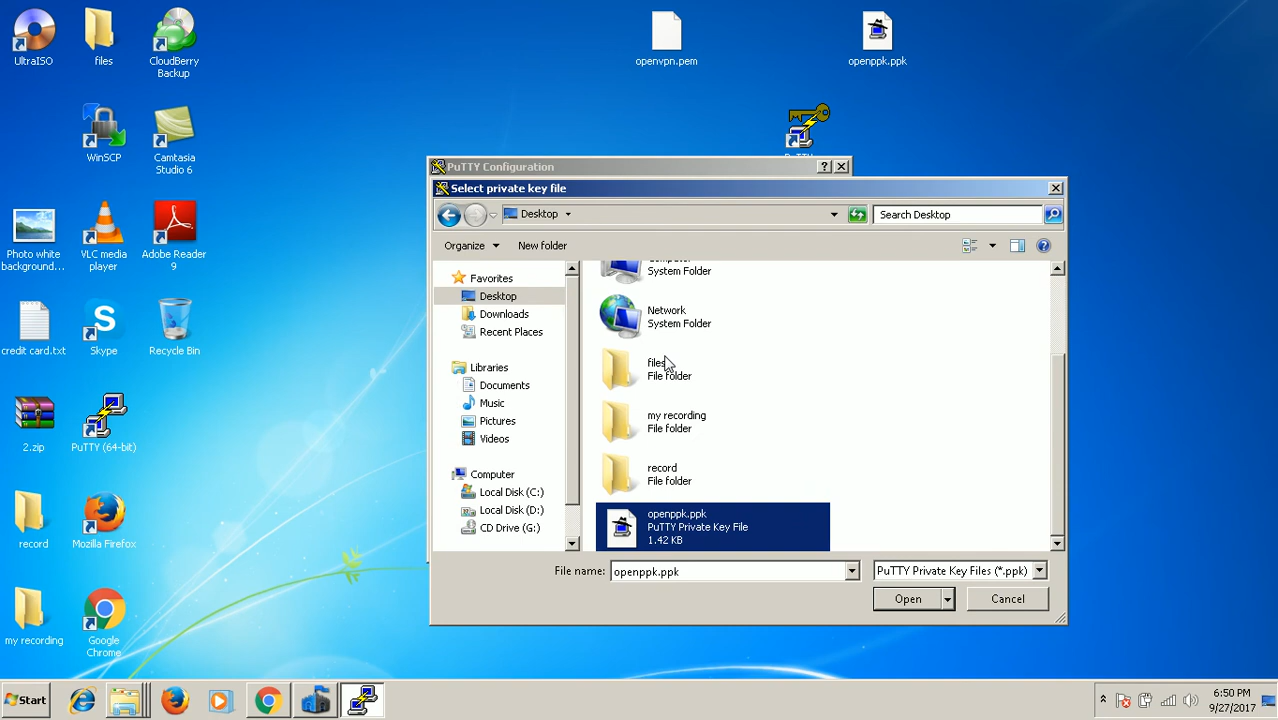 UltraISO
files
CloudBerry
Backup
openvpn.pem
openppk.ppk
WinSCP
Camtasia
Studio 6
Photo white
background...
VLC media
player
Adobe Reader
9
credit card.txt
Skype
Recycle Bin
2.zip
PuTTY (64-bit)
record
Mozilla Firefox
my recording
Google
Chrome
PuTTY Configuration
Select private key file
Desktop
Search Desktop
Organize
New folder
Favorites
Desktop
Downloads
Recent Places
Libraries
Documents
Music
Pictures
Videos
Computer
Local Disk (C:)
Local Disk (D:)
CD Drive (G:)
System Folder
Network
System Folder
files
File folder
my recording
File folder
record
File folder
openppk.ppk
PuTTY Private Key File
1.42 KB
File name:
openppk.ppk
PuTTY Private Key Files (*.ppk)
Open
Cancel
Start
6:50 PM
9/27/2017